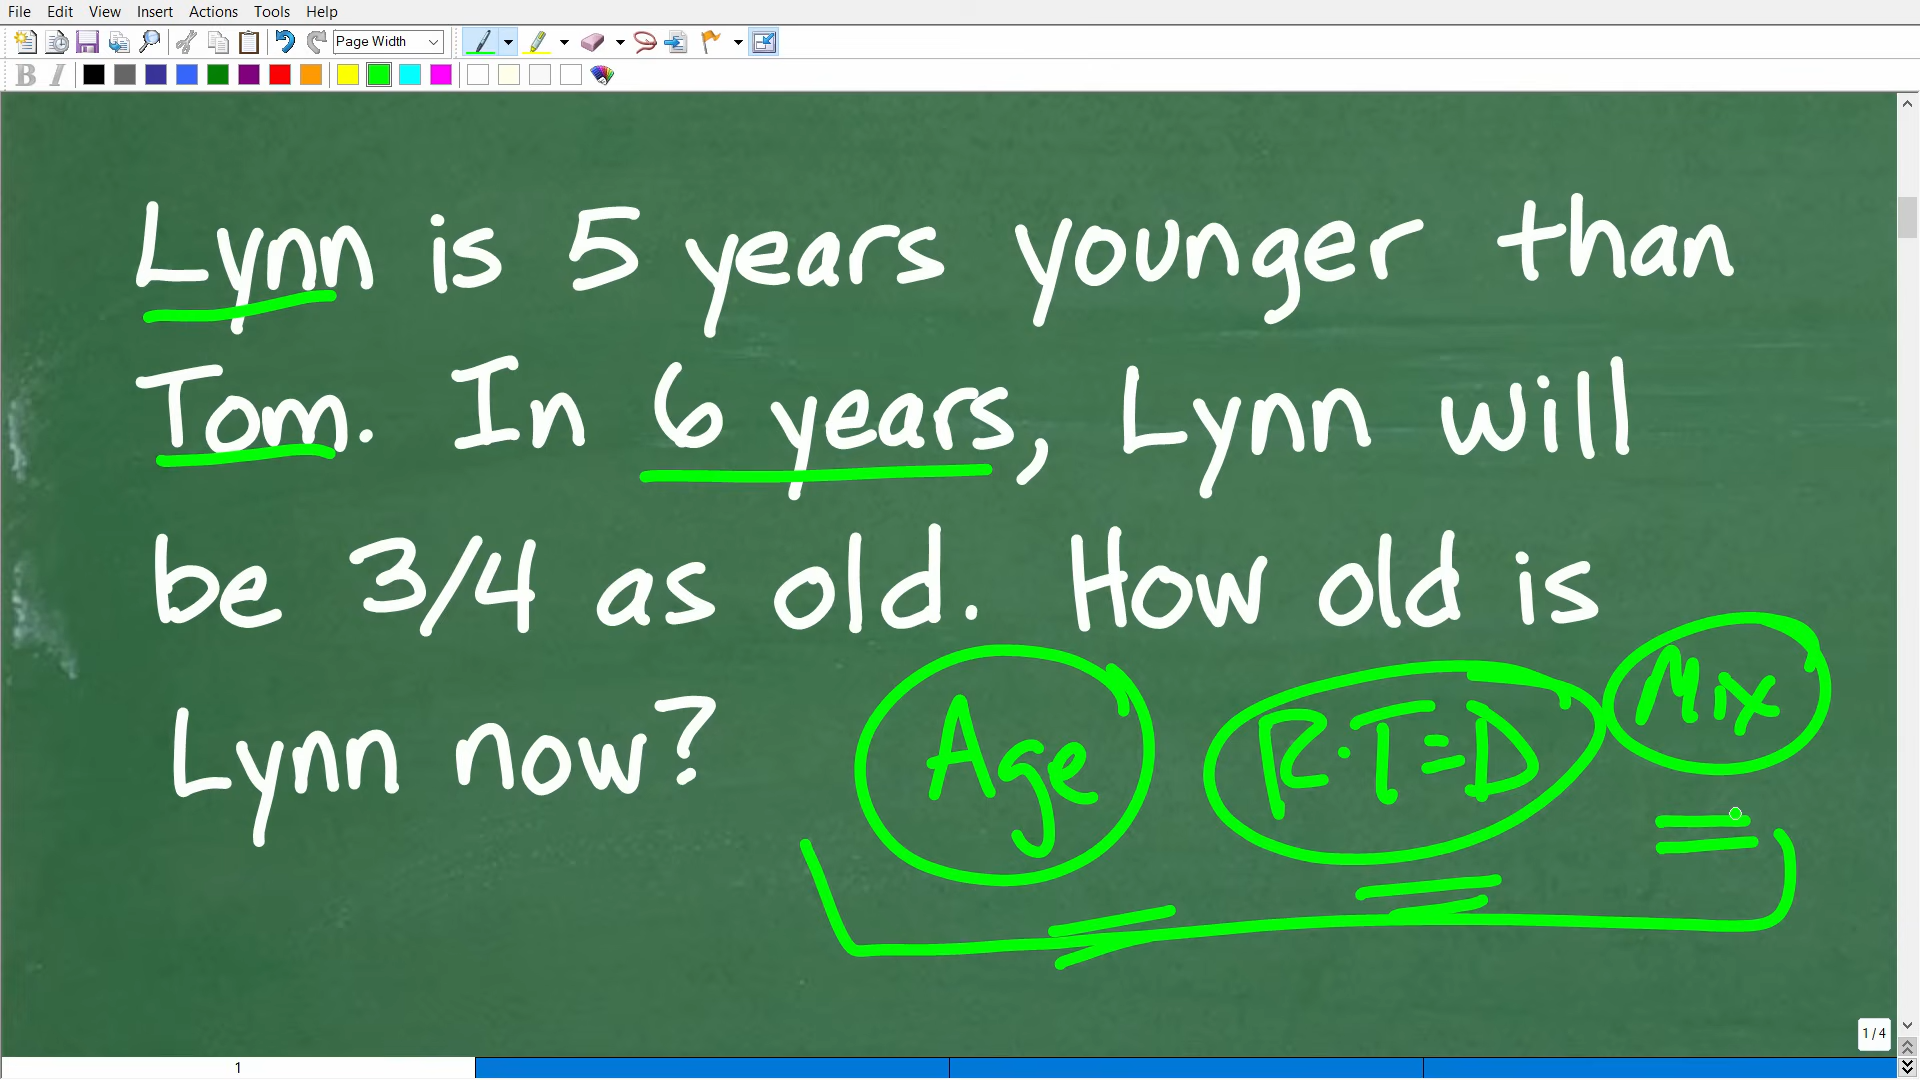 File Edit View Insert Actions Tools Help
Page Width
B I
Lynn is 5 years younger than
Tom. In 6 years, Lynn will
be 3/4 as old. How old is
Lynn now?
Age R·T=D Mix
1 / 4
1